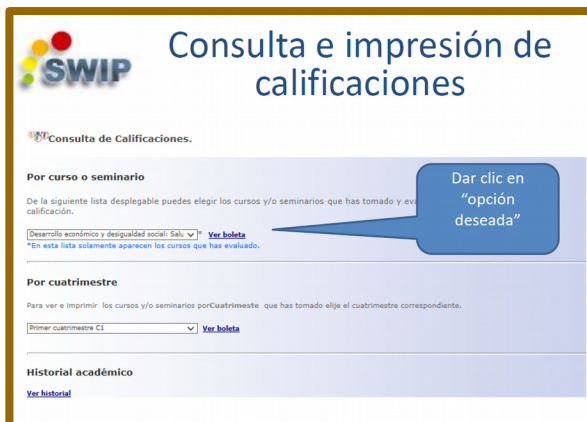 SWIP
Consulta e impresión de
calificaciones
Consulta de Calificaciones.
Por curso o seminario
De la siguiente lista desplegable puedes elegir los cursos y/o seminarios que has tomado y eva
calificación.
Dar clic en
“opción
deseada”
Desarrollo económico y desigualdad social: Salu * Ver boleta
*En esta lista solamente aparecen los cursos que has evaluado.
Por cuatrimestre
Para ver e imprimir los cursos y/o seminarios porCuatrimeste que has tomado elije el cuatrimestre correspondiente.
Primer cuatrimestre C1 Ver boleta
Historial académico
Ver historial